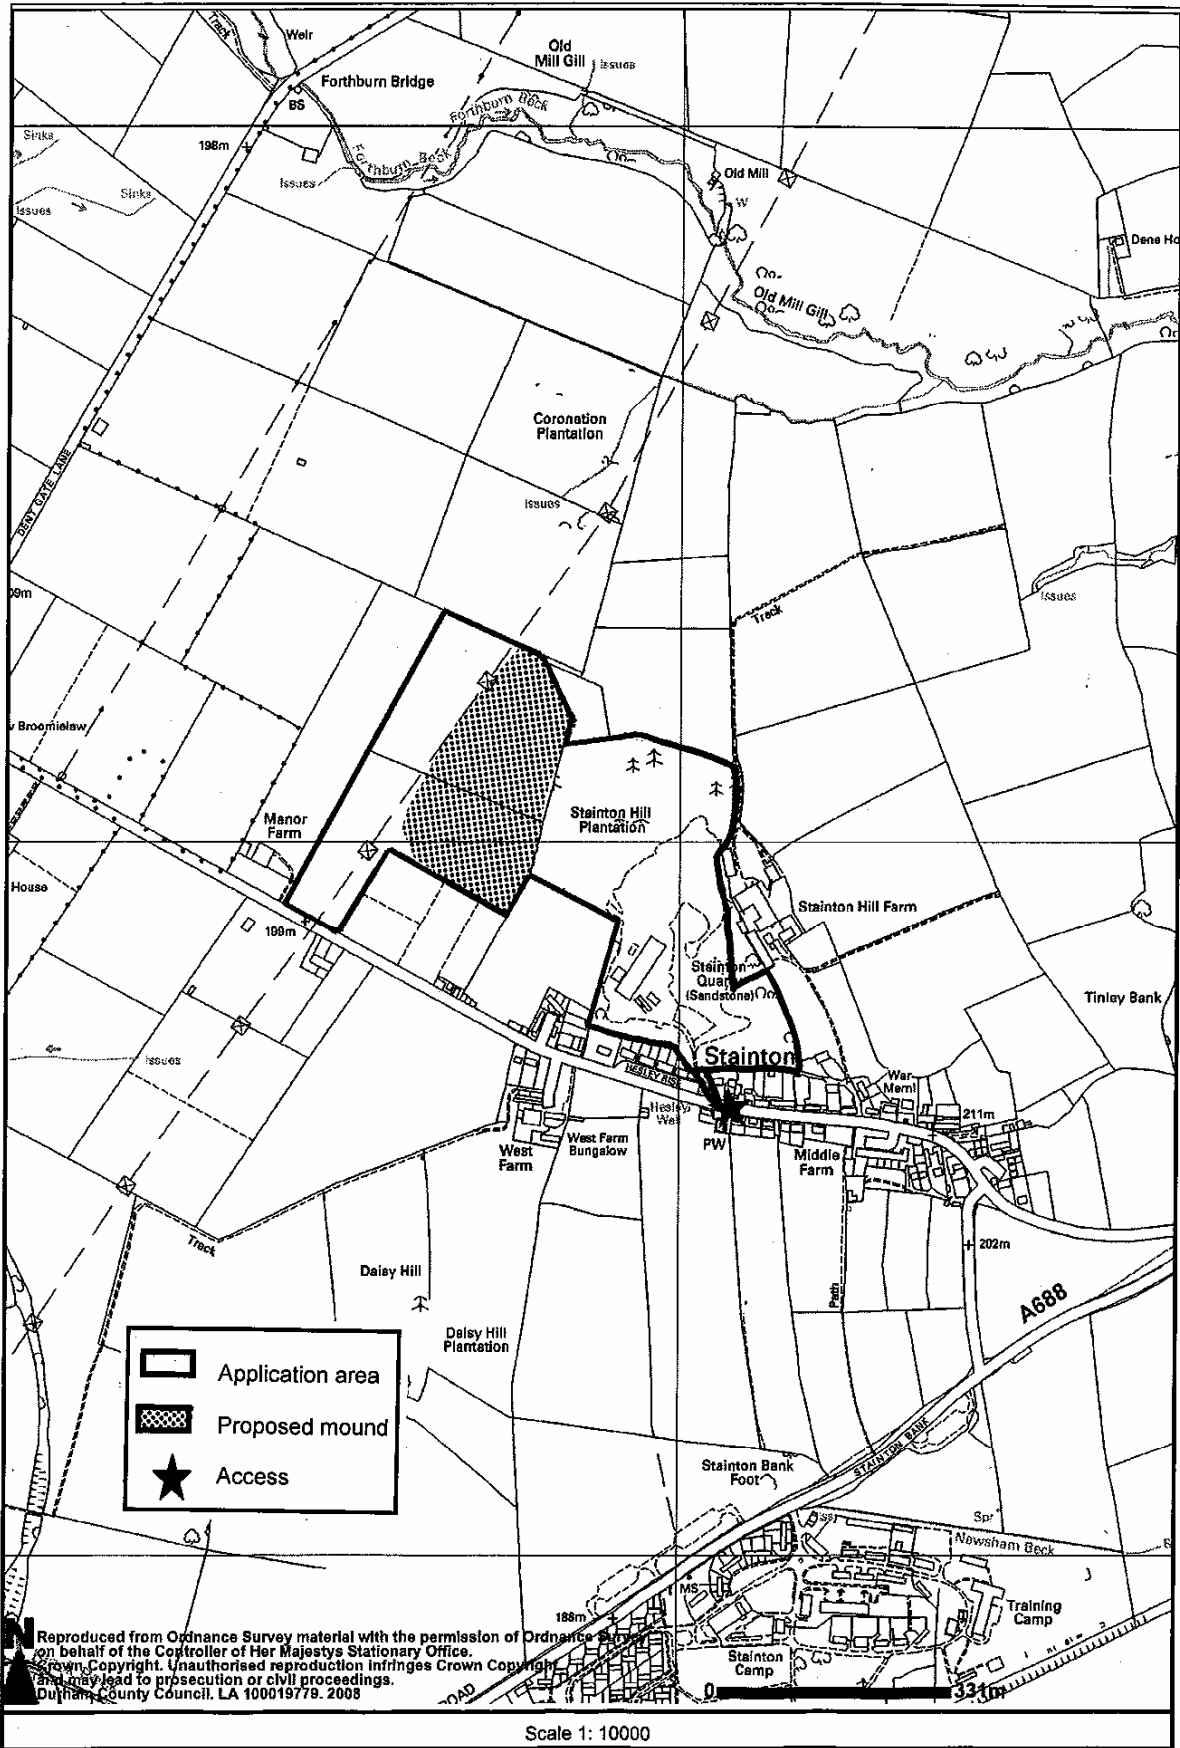 Track
Weir
Old
Mill Gill
Issues
Forthburn Bridge
BS
Forthburn Beck
Sinks
198m
Forthburn Beck
Issues
Old Mill
W
Sinks
Issues
Dene Ho
Old Mill Gill
Coronation
Plantation
Issues
DENT GATE LANE
Issues
Track
Broomielaw
Stainton Hill
Plantation
Manor
Farm
House
Stainton Hill Farm
199m
Stainton
Quarry
(Sandstone)
Tinley Bank
Issues
Stainton
HESLEY RISE
War
Meml
211m
Hesley
Well
West
Farm
West Farm
Bungalow
PW
Middle
Farm
Track
202m
Daisy Hill
Path
A688
Daisy Hill
Plantation
Application area
Proposed mound
Access
STAINTON BANK
Stainton Bank
Foot
Spr
Newsham Beck
MS
Training
Camp
188m
Stainton
Camp
N
Reproduced from Ordnance Survey material with the permission of Ordnance Survey
on behalf of the Controller of Her Majestys Stationary Office.
Crown Copyright. Unauthorised reproduction infringes Crown Copyright
and may lead to prosecution or civil proceedings.
Durham County Council. LA 100019779. 2008
ROAD
0 331m
Scale 1: 10000